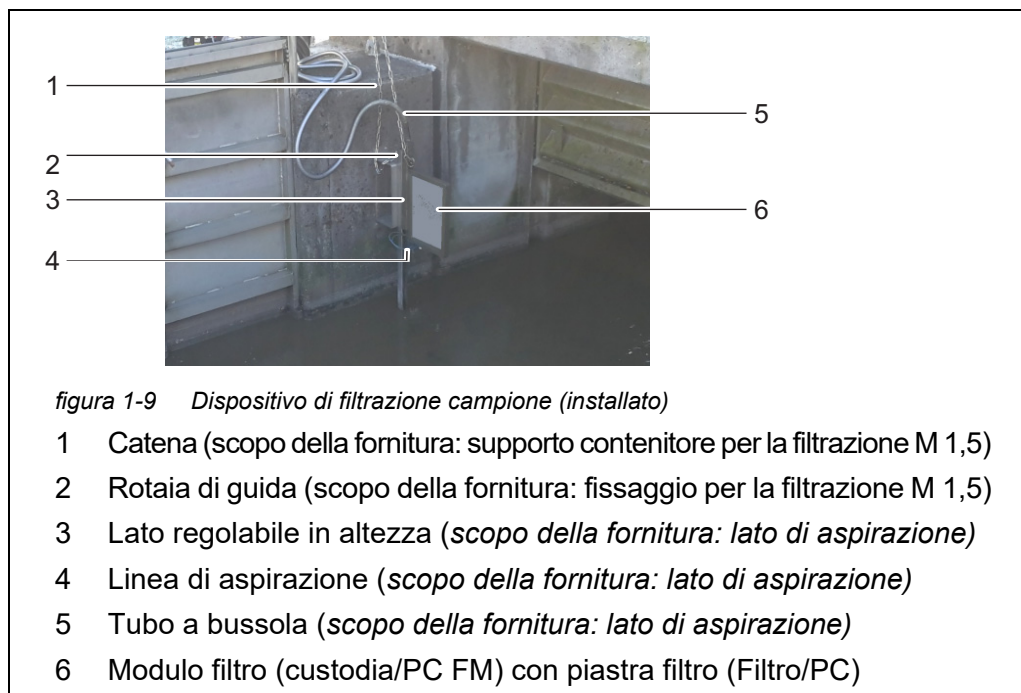 1
2
3
4
5
6
figura 1-9 Dispositivo di filtrazione campione (installato)
1 Catena (scopo della fornitura: supporto contenitore per la filtrazione M 1,5)
2 Rotaia di guida (scopo della fornitura: fissaggio per la filtrazione M 1,5)
3 Lato regolabile in altezza (scopo della fornitura: lato di aspirazione)
4 Linea di aspirazione (scopo della fornitura: lato di aspirazione)
5 Tubo a bussola (scopo della fornitura: lato di aspirazione)
6 Modulo filtro (custodia/PC FM) con piastra filtro (Filtro/PC)